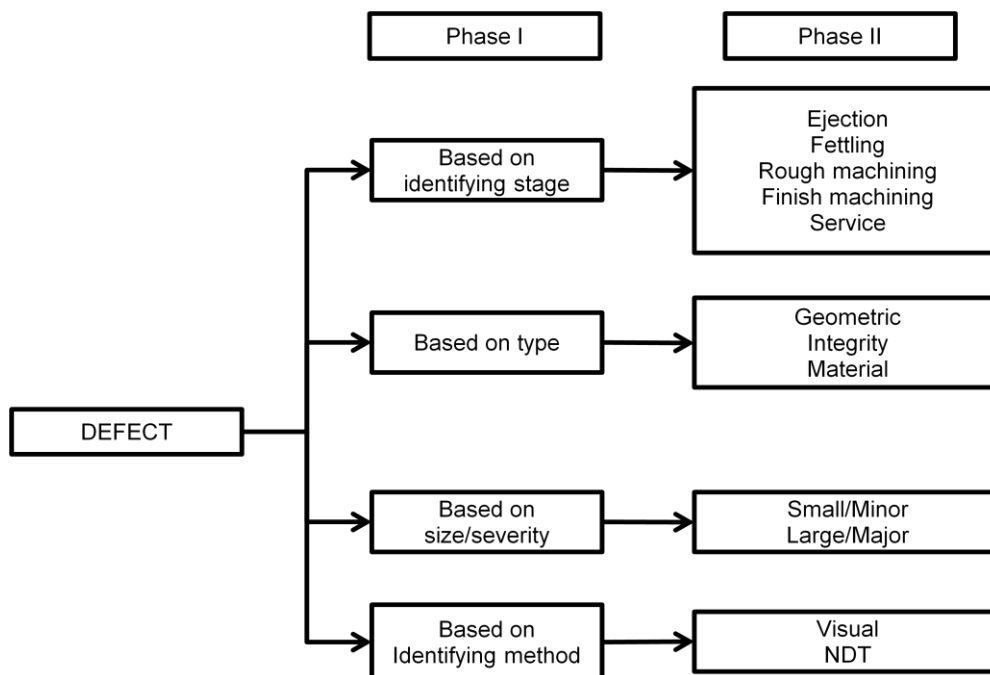 Phase I
Phase II
Based on
identifying stage
Ejection
Fettling
Rough machining
Finish machining
Service
Based on type
Geometric
Integrity
Material
DEFECT
Based on
size/severity
Small/Minor
Large/Major
Based on
Identifying method
Visual
NDT